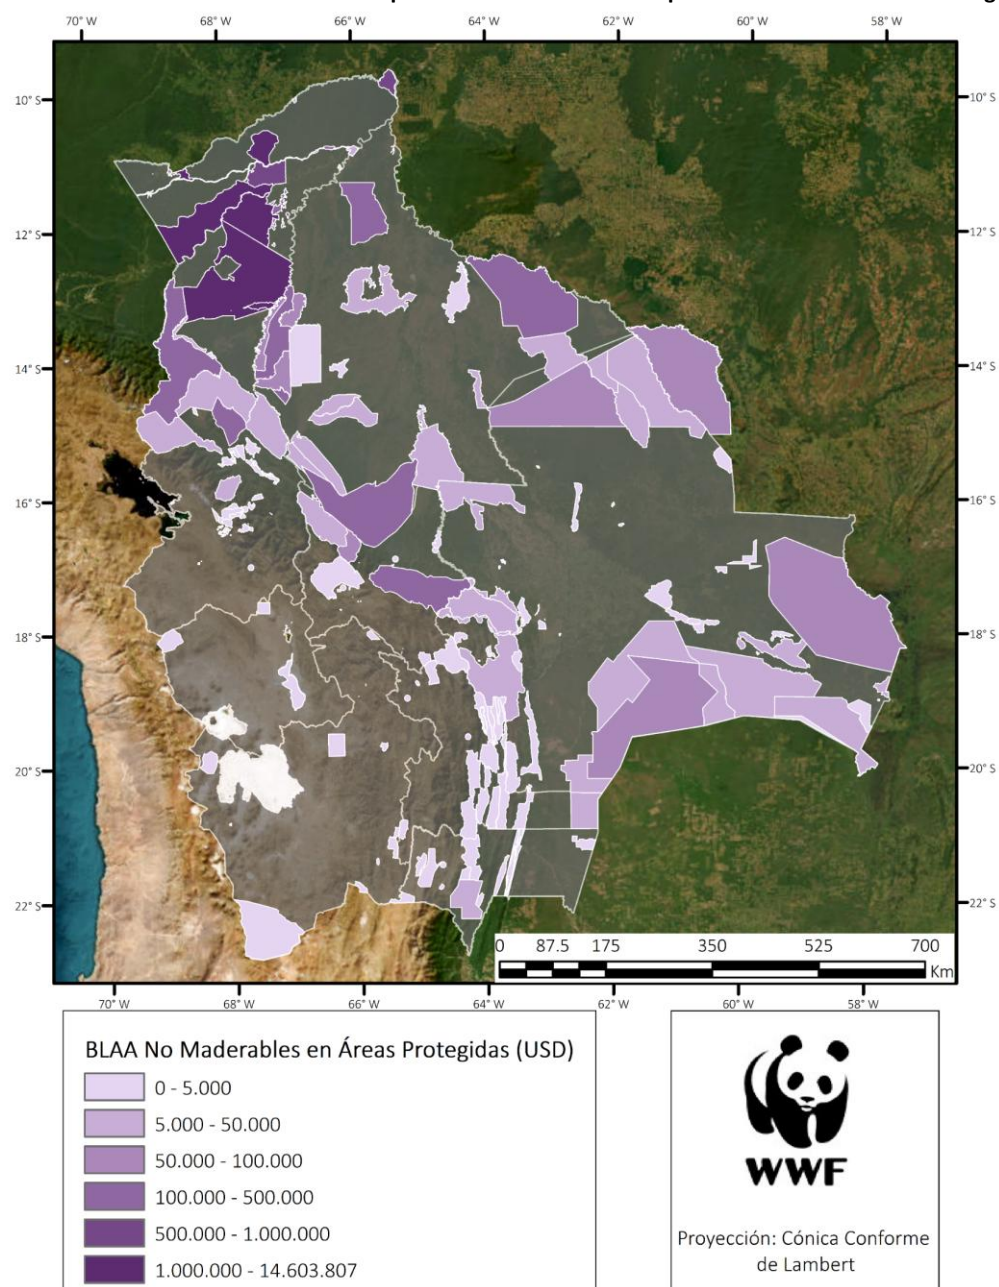 70° W 68° W 66° W 64° W 62° W 60° W 58° W
10° S 10° S
12° S 12° S
14° S 14° S
16° S 16° S
18° S 18° S
20° S 20° S
22° S 22° S
0 87.5 175 350 525 700
Km
70° W 68° W 66° W 64° W 62° W 60° W 58° W
BLAA No Maderables en Áreas Protegidas (USD)
0 - 5.000
5.000 - 50.000
50.000 - 100.000
100.000 - 500.000
500.000 - 1.000.000
1.000.000 - 14.603.807
WWF
Proyección: Cónica Conforme
de Lambert